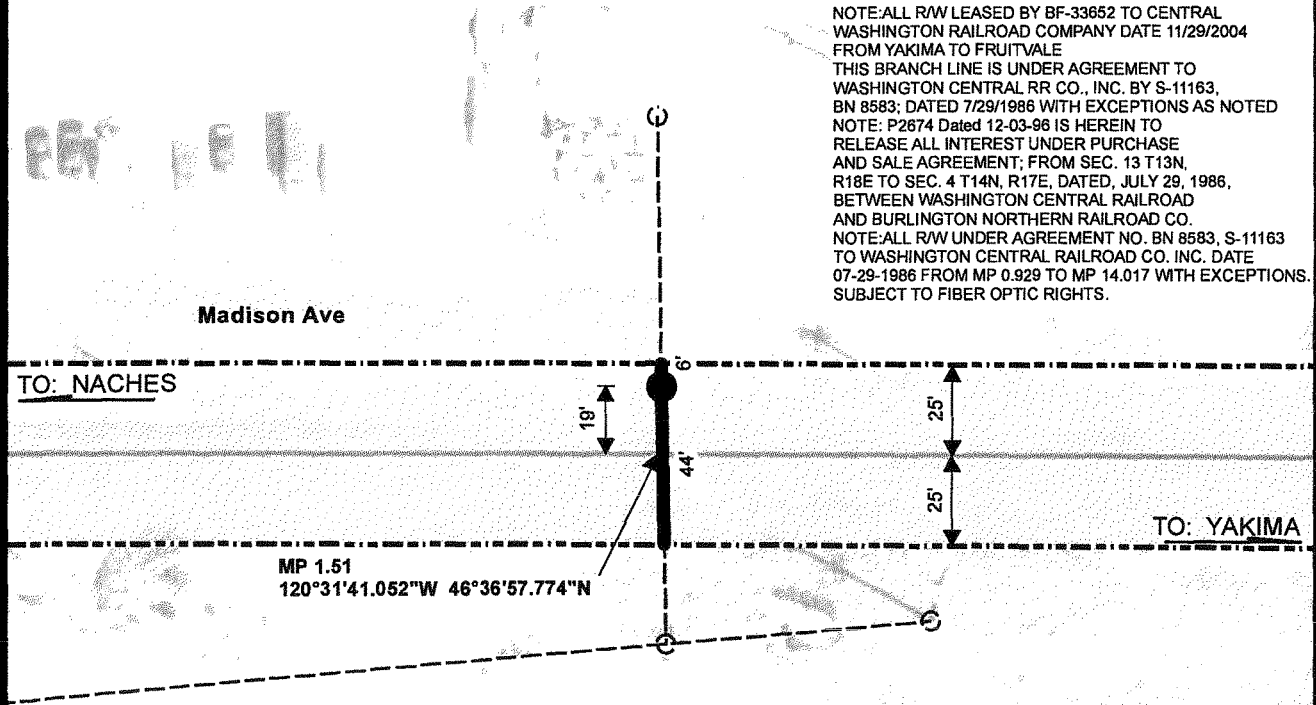 NOTE:ALL R/W LEASED BY BF-33652 TO CENTRAL
WASHINGTON RAILROAD COMPANY DATE 11/29/2004
FROM YAKIMA TO FRUITVALE
THIS BRANCH LINE IS UNDER AGREEMENT TO
WASHINGTON CENTRAL RR CO., INC. BY S-11163,
BN 8583; DATED 7/29/1986 WITH EXCEPTIONS AS NOTED
NOTE: P2674 Dated 12-03-96 IS HEREIN TO
RELEASE ALL INTEREST UNDER PURCHASE
AND SALE AGREEMENT; FROM SEC. 13 T13N,
R18E TO SEC. 4 T14N, R17E, DATED, JULY 29, 1986,
BETWEEN WASHINGTON CENTRAL RAILROAD
AND BURLINGTON NORTHERN RAILROAD CO.
NOTE:ALL R/W UNDER AGREEMENT NO. BN 8583, S-11163
TO WASHINGTON CENTRAL RAILROAD CO. INC. DATE
07-29-1986 FROM MP 0.929 TO MP 14.017 WITH EXCEPTIONS.
SUBJECT TO FIBER OPTIC RIGHTS.
Madison Ave
TO: NACHES
6'
19'
25'
44'
25'
TO: YAKIMA
MP 1.51
120°31'41.052"W 46°36'57.774"N